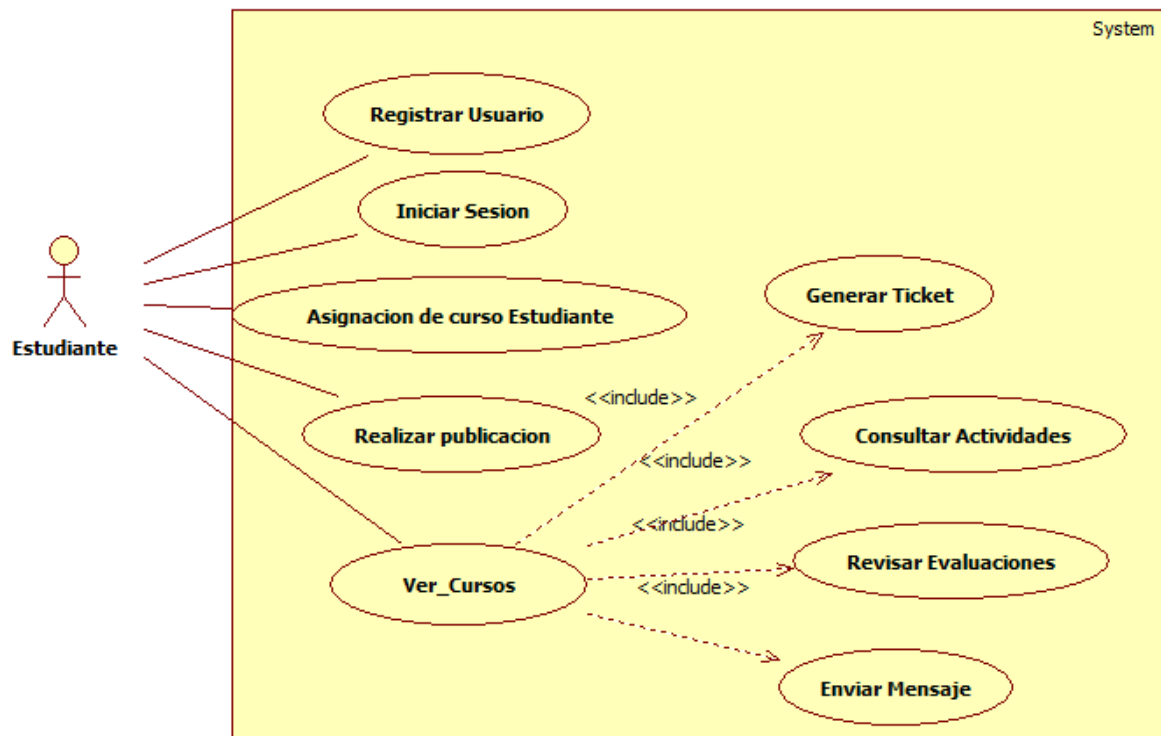 System
Registrar Usuario
Iniciar Sesion
Generar Ticket
Asignacion de curso Estudiante
Estudiante
<<include>>
Realizar publicacion
Consultar Actividades
<<include>>
<<include>>
Revisar Evaluaciones
Ver_Cursos
<<include>>
Enviar Mensaje